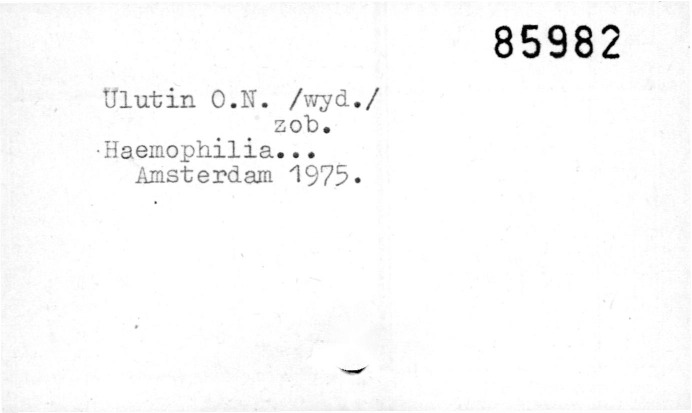 85982
Ulutin O.N. /wyd./
zob.
Haemophilia...
Amsterdam 1975.